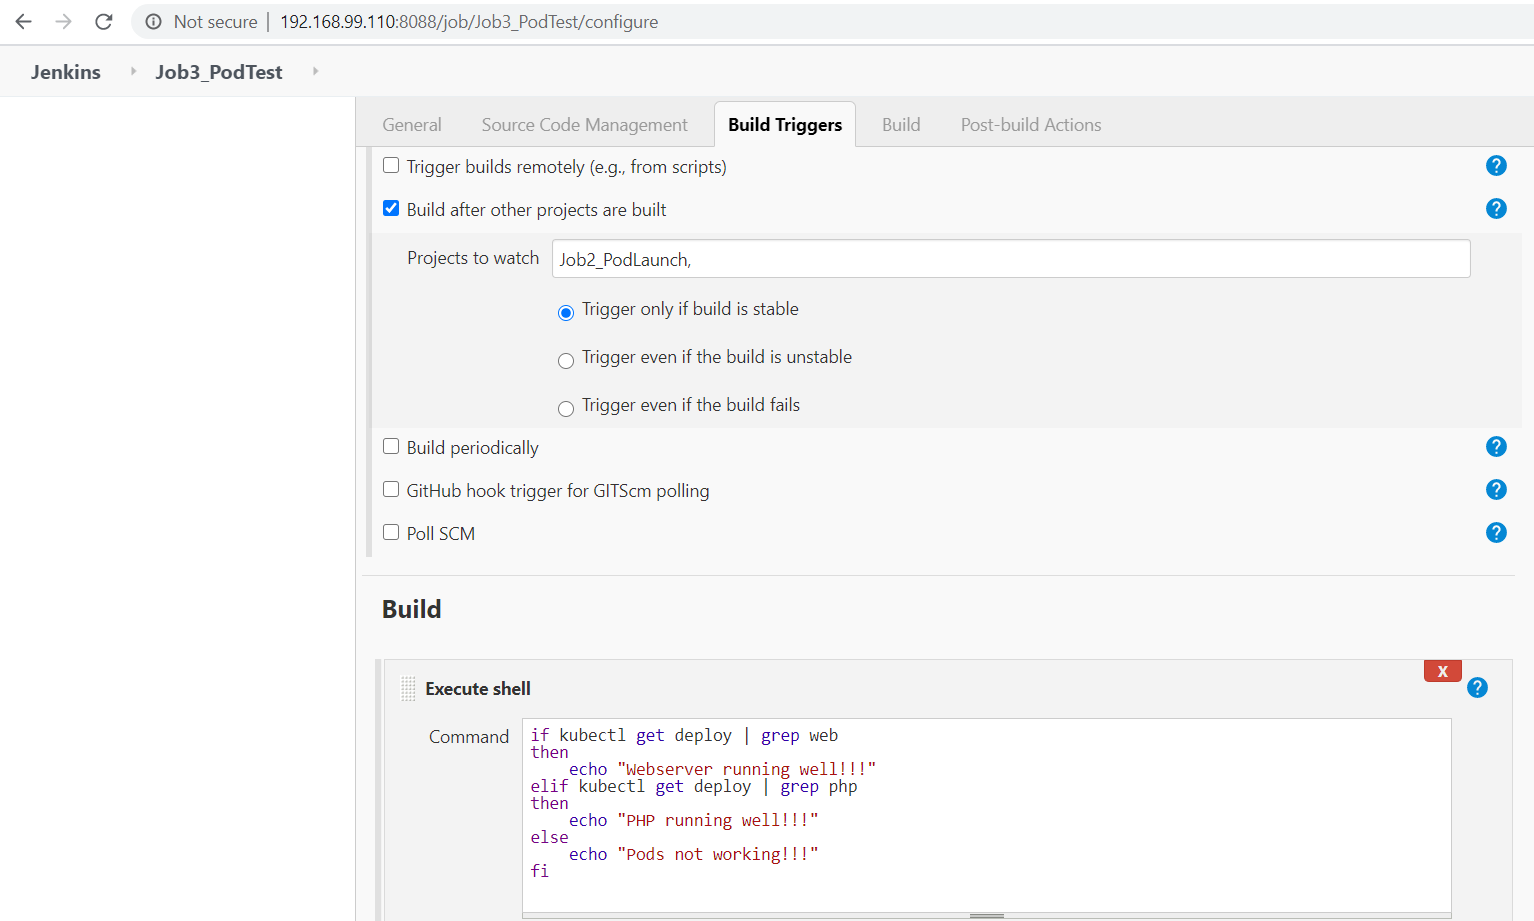 Not secure | 192.168.99.110:8088/job/Job3_PodTest/configure
Jenkins Job3_PodTest
General Source Code Management Build Triggers Build Post-build Actions
Trigger builds remotely (e.g., from scripts) ?
Build after other projects are built ?
Projects to watch Job2_PodLaunch,
Trigger only if build is stable
Trigger even if the build is unstable
Trigger even if the build fails
Build periodically ?
GitHub hook trigger for GITScm polling ?
Poll SCM ?
Build
X
Execute shell ?
Command
if kubectl get deploy | grep web
then
    echo "Webserver running well!!!"
elif kubectl get deploy | grep php
then
    echo "PHP running well!!!"
else
    echo "Pods not working!!!"
fi